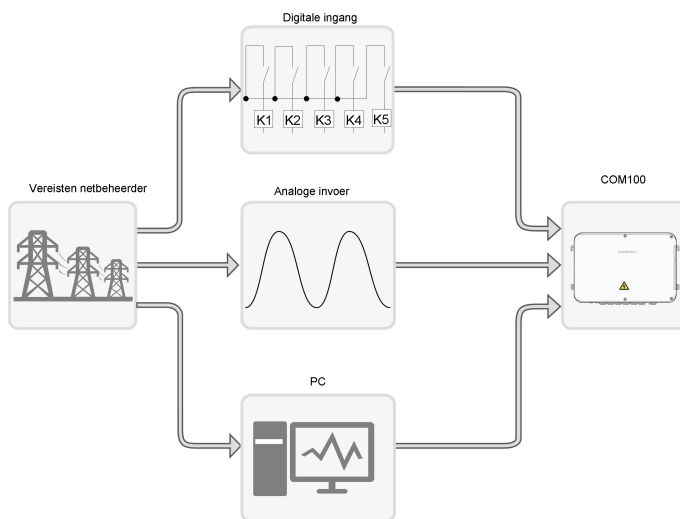 Digitale ingang
K1 K2 K3 K4 K5
Vereisten netbeheerder
Analoge invoer
COM100
PC